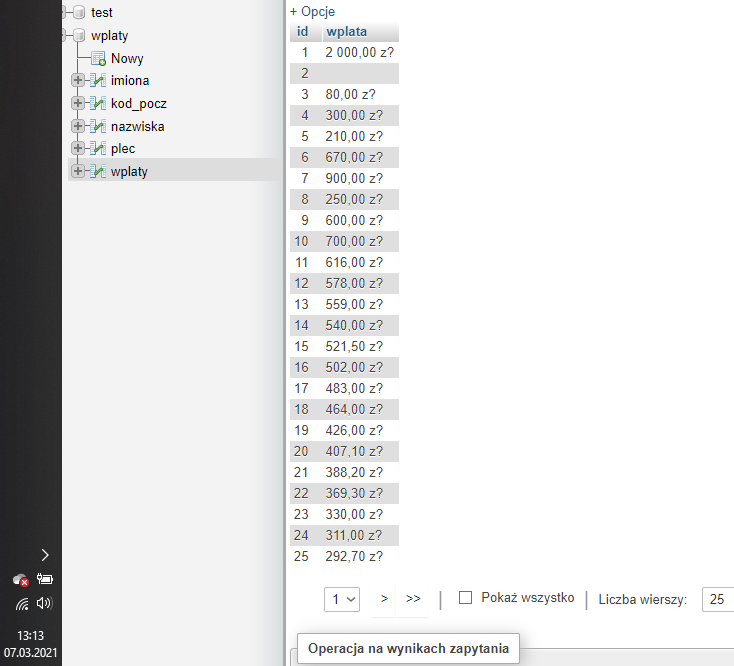 test
wplaty
Nowy
imiona
kod_pocz
nazwiska
plec
wplaty
13:13
07.03.2021
+ Opcje
id wplata
1 2 000,00 z?
2
3 80,00 z?
4 300,00 z?
5 210,00 z?
6 670,00 z?
7 900,00 z?
8 250,00 z?
9 600,00 z?
10 700,00 z?
11 616,00 z?
12 578,00 z?
13 559,00 z?
14 540,00 z?
15 521,50 z?
16 502,00 z?
17 483,00 z?
18 464,00 z?
19 426,00 z?
20 407,10 z?
21 388,20 z?
22 369,30 z?
23 330,00 z?
24 311,00 z?
25 292,70 z?
1 > >> | Pokaż wszystko | Liczba wierszy: 25
Operacja na wynikach zapytania